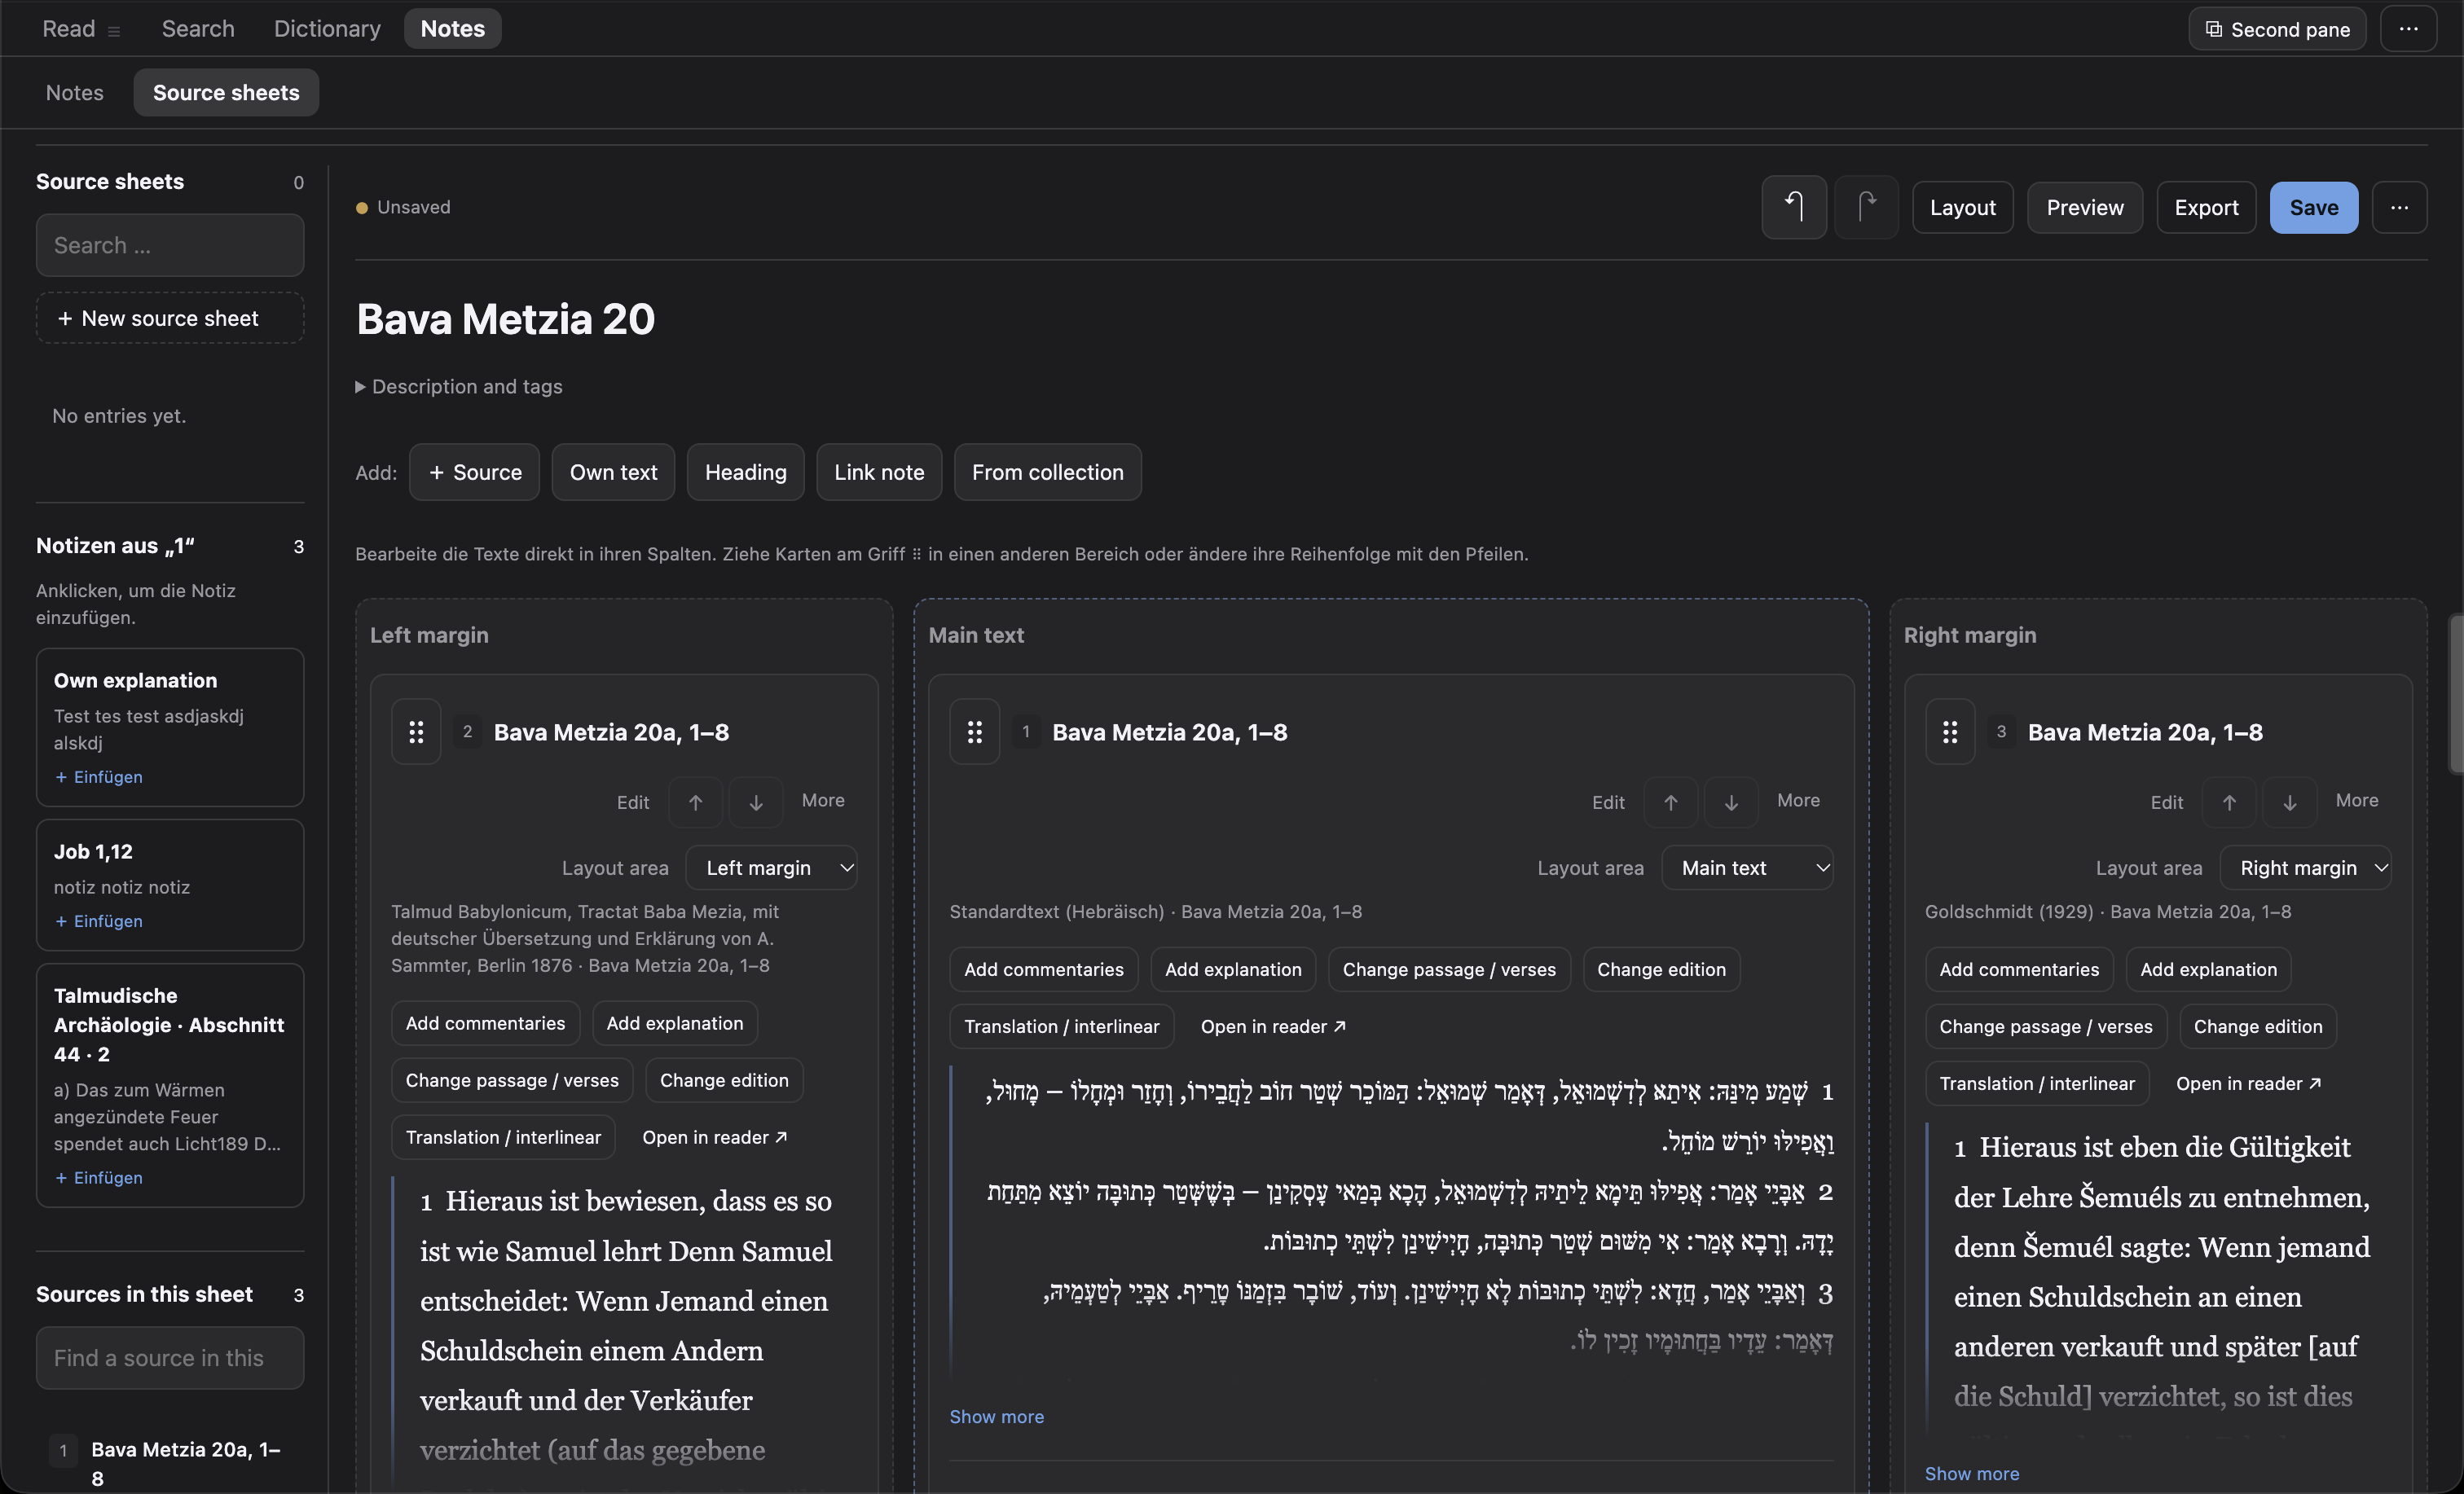 Read
Search
Dictionary
Notes
Second pane
Notes
Source sheets
Source sheets
0
Search ...
+ New source sheet
No entries yet.
Notizen aus „1“
3
Anklicken, um die Notiz
einzufügen.
Own explanation
Test tes test asdjaskdj
alskdj
+ Einfügen
Job 1,12
notiz notiz notiz
+ Einfügen
Talmudische
Archäologie · Abschnitt
44 · 2
a) Das zum Wärmen
angezündete Feuer
spendet auch Licht189 D...
+ Einfügen
Sources in this sheet
3
Find a source in this
1 Bava Metzia 20a, 1–
8
Unsaved
Layout
Preview
Export
Save
Bava Metzia 20
Description and tags
Add:
+ Source
Own text
Heading
Link note
From collection
Bearbeite die Texte direkt in ihren Spalten. Ziehe Karten am Griff ⠿ in einen anderen Bereich oder ändere ihre Reihenfolge mit den Pfeilen.
Left margin
2 Bava Metzia 20a, 1–8
Edit ↑ ↓ More
Layout area Left margin
Talmud Babylonicum, Tractat Baba Mezia, mit
deutscher Übersetzung und Erklärung von A.
Sammter, Berlin 1876 · Bava Metzia 20a, 1–8
Add commentaries
Add explanation
Change passage / verses
Change edition
Translation / interlinear
Open in reader ↗
1 Hieraus ist bewiesen, dass es so
ist wie Samuel lehrt Denn Samuel
entscheidet: Wenn Jemand einen
Schuldschein einem Andern
verkauft und der Verkäufer
verzichtet (auf das gegebene
Main text
1 Bava Metzia 20a, 1–8
Edit ↑ ↓ More
Layout area Main text
Standardtext (Hebräisch) · Bava Metzia 20a, 1–8
Add commentaries
Add explanation
Change passage / verses
Change edition
Translation / interlinear
Open in reader ↗
1 שְׁמַע מִינַּהּ: אִיתָא לְדִשְׁמוּאֵל, דְּאָמַר שְׁמוּאֵל: הַמּוֹכֵר שְׁטַר חוֹב לַחֲבֵירוֹ, וְחָזַר וּמְחָלוֹ – מָחוּל,
וַאֲפִילּוּ יוֹרֵשׁ מוֹחֵל.
2 אַבָּיֵי אָמַר: אֲפִילּוּ תֵּימָא לֵיתֵיהּ לְדִשְׁמוּאֵל, הָכָא בְּמַאי עָסְקִינַן – בְּשֶׁשְּׁטַר כְּתוּבָּה יוֹצֵא מִתַּחַת
יָדָהּ. וְרָבָא אָמַר: אִי מִשּׁוּם שְׁטַר כְּתוּבָּה, חָיְישִׁינַן לִשְׁתֵּי כְתוּבּוֹת.
3 וְאַבָּיֵי אָמַר, חֲדָא: לִשְׁתֵּי כְתוּבּוֹת לָא חָיְישִׁינַן. וְעוֹד, שׁוֹבָר בִּזְמַנּוֹ טָרֵיף. אַבָּיֵי לְטַעְמֵיהּ,
דְּאָמַר: עֵדָיו בַּחֲתוּמָיו זָכִין לוֹ.
Show more
Right margin
3 Bava Metzia 20a, 1–8
Edit ↑ ↓ More
Layout area Right margin
Goldschmidt (1929) · Bava Metzia 20a, 1–8
Add commentaries
Add explanation
Change passage / verses
Change edition
Translation / interlinear
Open in reader ↗
1 Hieraus ist eben die Gültigkeit
der Lehre Šemuéls zu entnehmen,
denn Šemuél sagte: Wenn jemand
einen Schuldschein an einen
anderen verkauft und später [auf
die Schuld] verzichtet, so ist dies
Show more